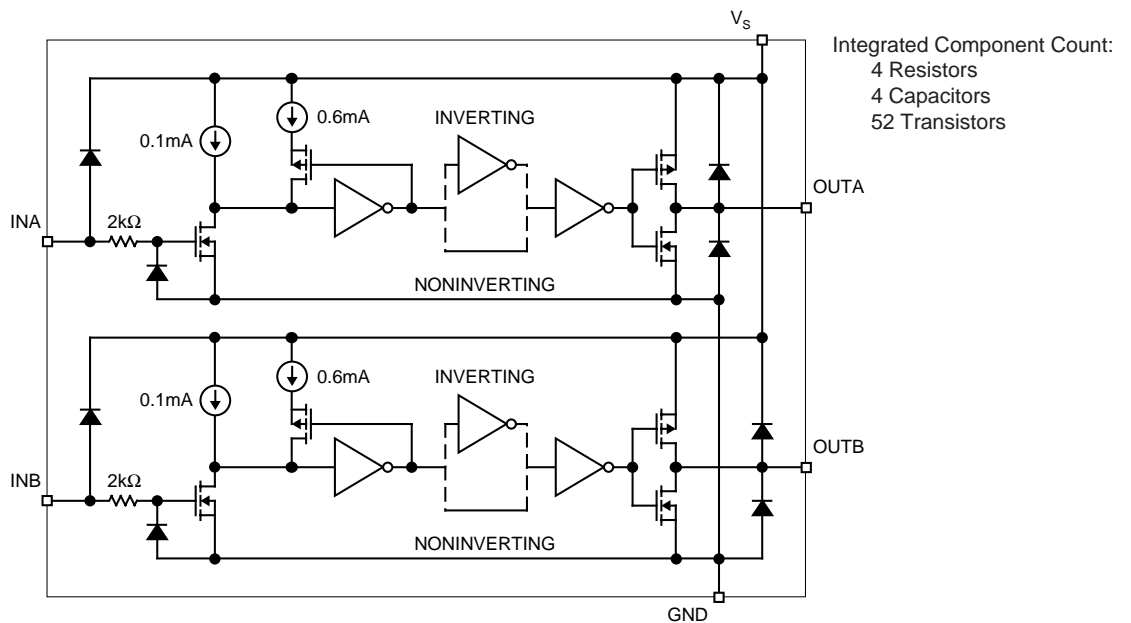 V_S
Integrated Component Count:
4 Resistors
4 Capacitors
52 Transistors
0.6mA
INVERTING
0.1mA
OUTA
INA
2kΩ
NONINVERTING
0.6mA
INVERTING
0.1mA
OUTB
INB
2kΩ
NONINVERTING
GND